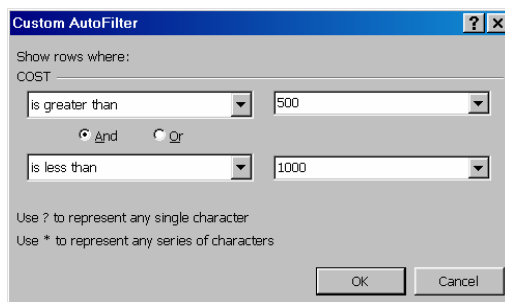 Custom AutoFilter
Show rows where:
COST
is greater than 500
And Or
is less than 1000
Use ? to represent any single character
Use * to represent any series of characters
OK Cancel